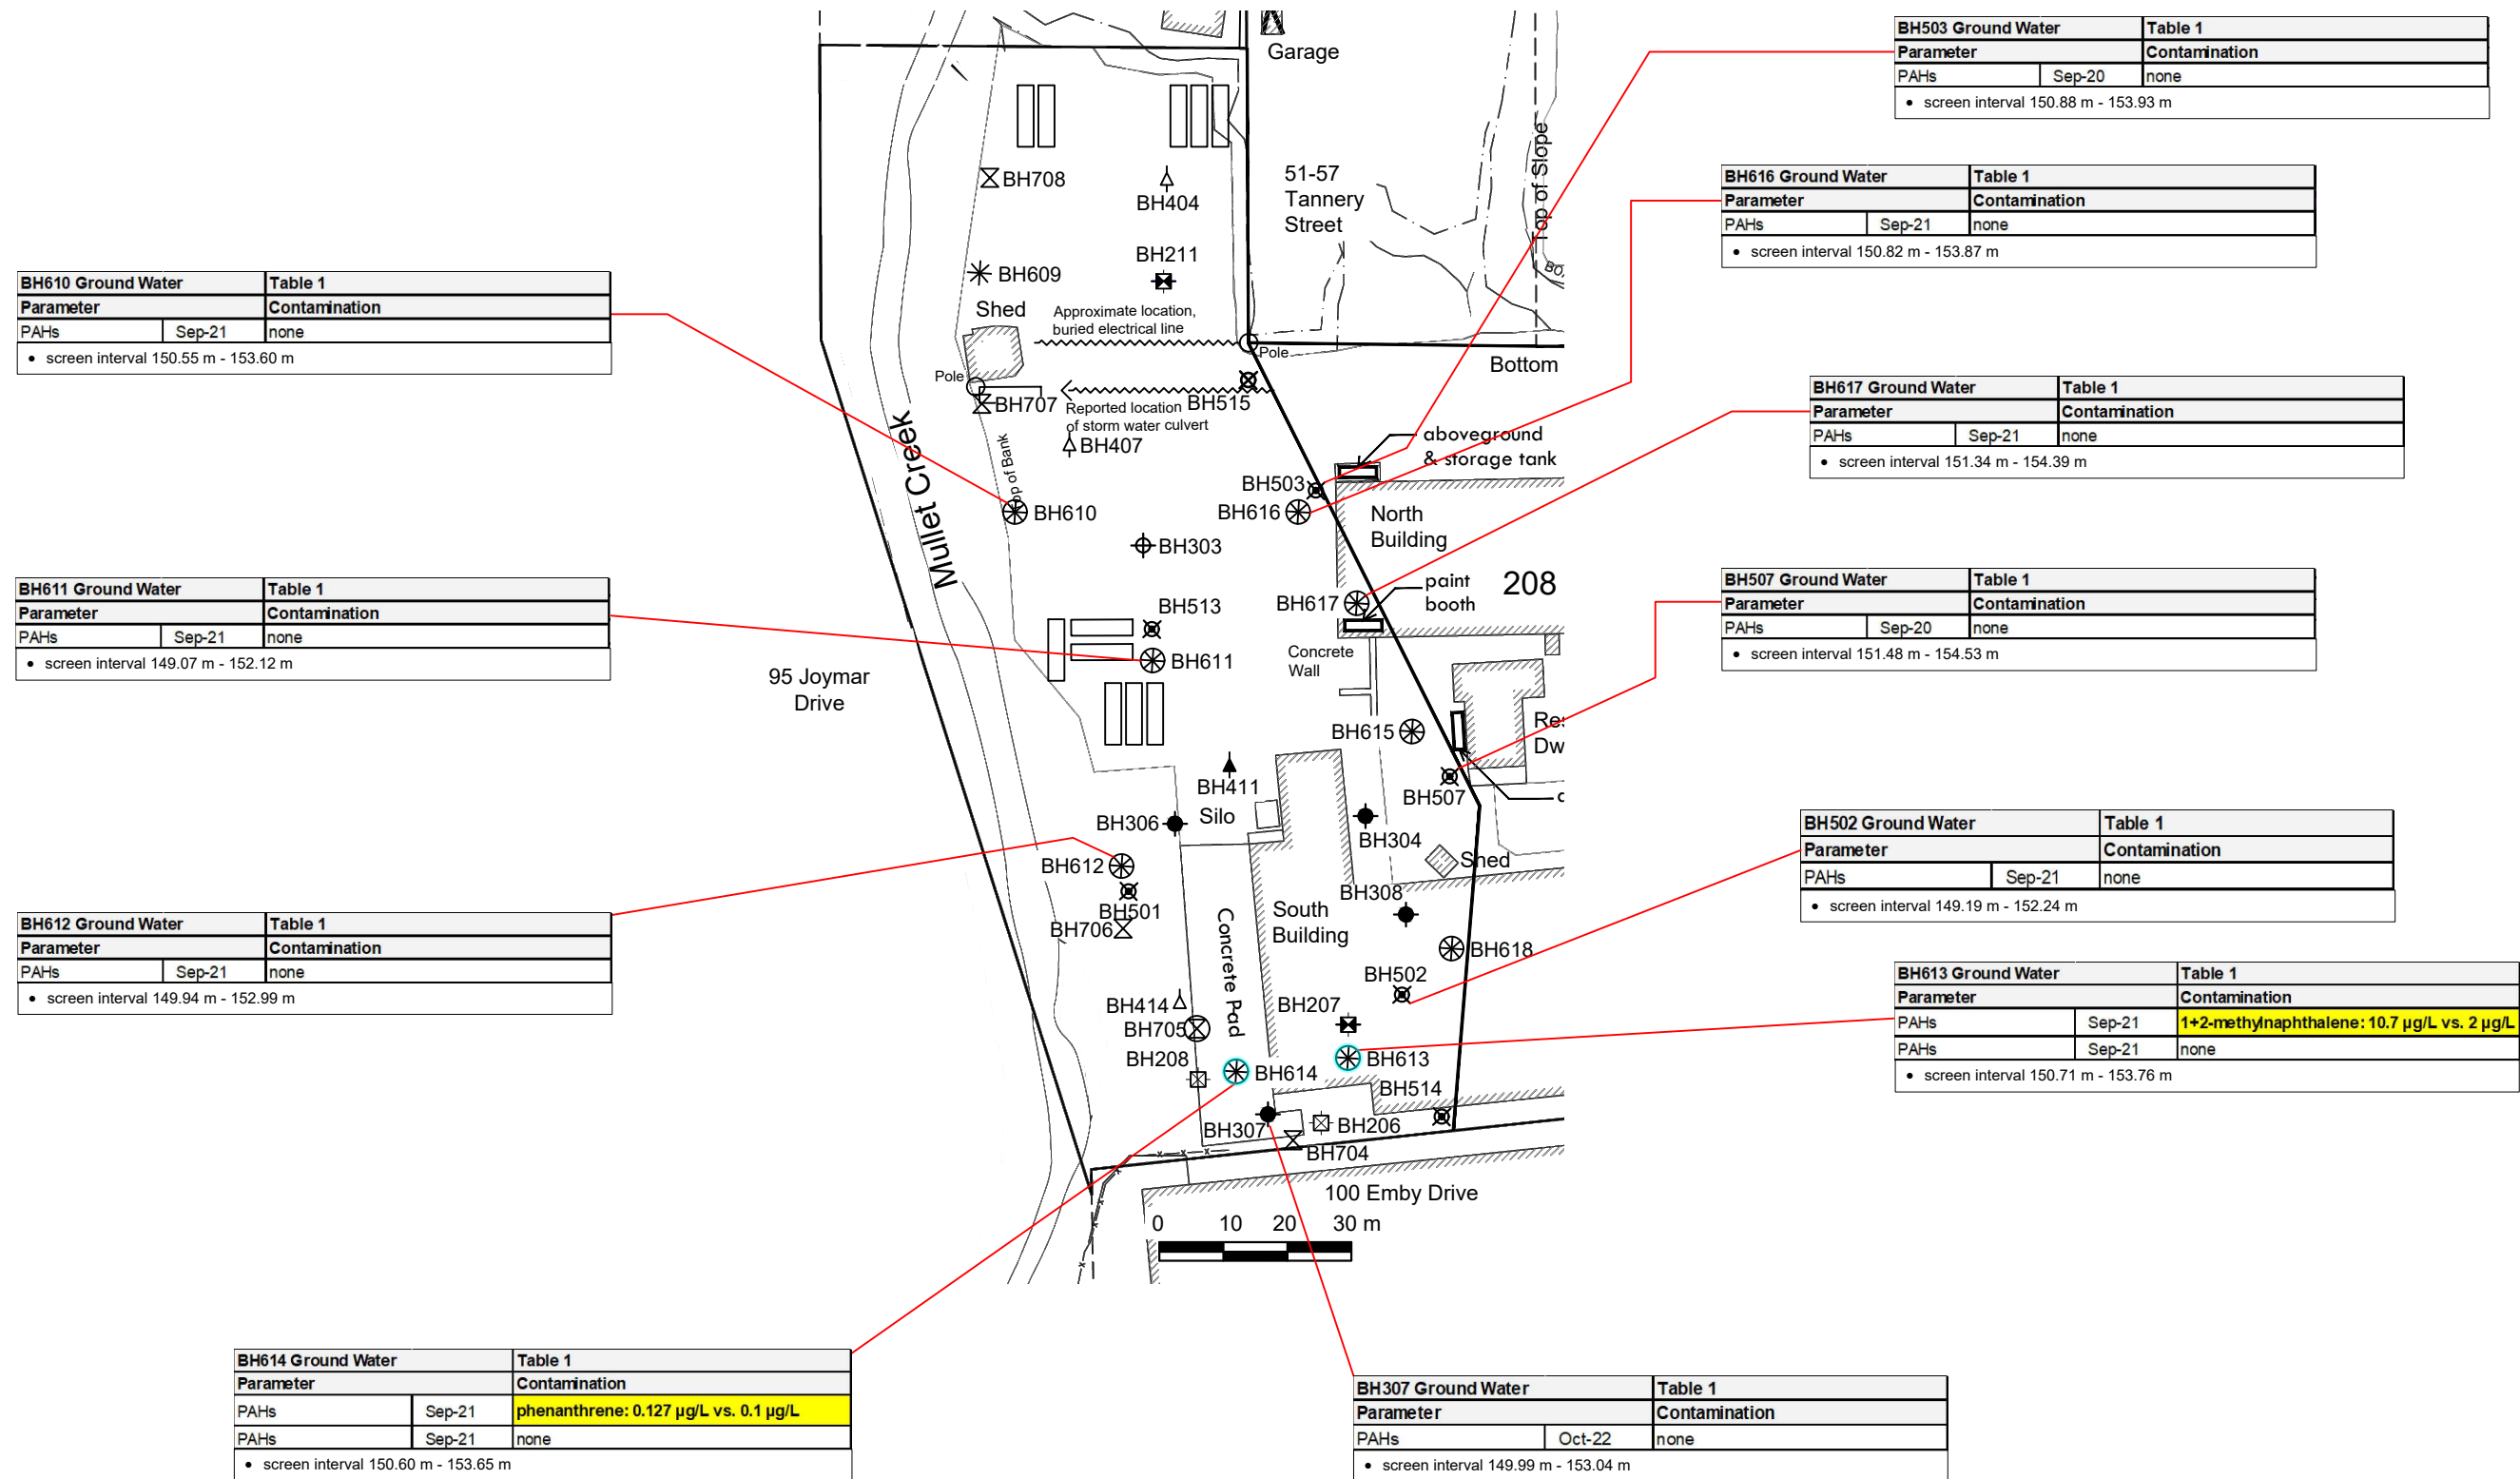 Garage
BH503 Ground Water Table 1
Parameter Contamination
PAHs Sep-20 none
• screen interval 150.88 m - 153.93 m
BH616 Ground Water Table 1
Parameter Contamination
PAHs Sep-21 none
• screen interval 150.82 m - 153.87 m
BH708
BH404
51-57
Tannery
Street
Top of Slope
BH211
BH609
Shed
Approximate location,
buried electrical line
Pole
Bottom
BH610 Ground Water Table 1
Parameter Contamination
PAHs Sep-21 none
• screen interval 150.55 m - 153.60 m
Pole
BH707
Reported location
of storm water culvert
BH515
BH407
BH617 Ground Water Table 1
Parameter Contamination
PAHs Sep-21 none
• screen interval 151.34 m - 154.39 m
aboveground
& storage tank
Mullet Creek
Top of Bank
BH503
BH616
BH610
North
Building
BH303
BH617
paint
booth
208
BH513
BH611
Concrete
Wall
BH611 Ground Water Table 1
Parameter Contamination
PAHs Sep-21 none
• screen interval 149.07 m - 152.12 m
BH507 Ground Water Table 1
Parameter Contamination
PAHs Sep-20 none
• screen interval 151.48 m - 154.53 m
95 Joymar
Drive
BH615
Dw
BH411
Silo
BH507
BH306
BH304
Shed
BH612
BH501
BH706
BH308
South
Building
Concrete Pad
BH618
BH502
BH502 Ground Water Table 1
Parameter Contamination
PAHs Sep-21 none
• screen interval 149.19 m - 152.24 m
BH612 Ground Water Table 1
Parameter Contamination
PAHs Sep-21 none
• screen interval 149.94 m - 152.99 m
BH414
BH705
BH207
BH208
BH614
BH613
BH514
BH613 Ground Water Table 1
Parameter Contamination
PAHs Sep-21 1+2-methylnaphthalene: 10.7 µg/L vs. 2 µg/L
PAHs Sep-21 none
• screen interval 150.71 m - 153.76 m
BH307
BH206
BH704
100 Emby Drive
0 10 20 30 m
BH614 Ground Water Table 1
Parameter Contamination
PAHs Sep-21 phenanthrene: 0.127 µg/L vs. 0.1 µg/L
PAHs Sep-21 none
• screen interval 150.60 m - 153.65 m
BH307 Ground Water Table 1
Parameter Contamination
PAHs Oct-22 none
• screen interval 149.99 m - 153.04 m